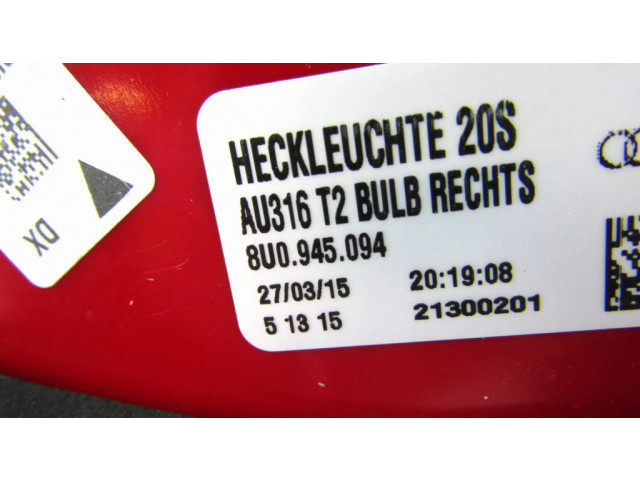 HECKLEUCHTE 20S
AU316 T2 BULB RECHTS
8U0.945.094
27/03/15 20:19:08
5 13 15 21300201
DX